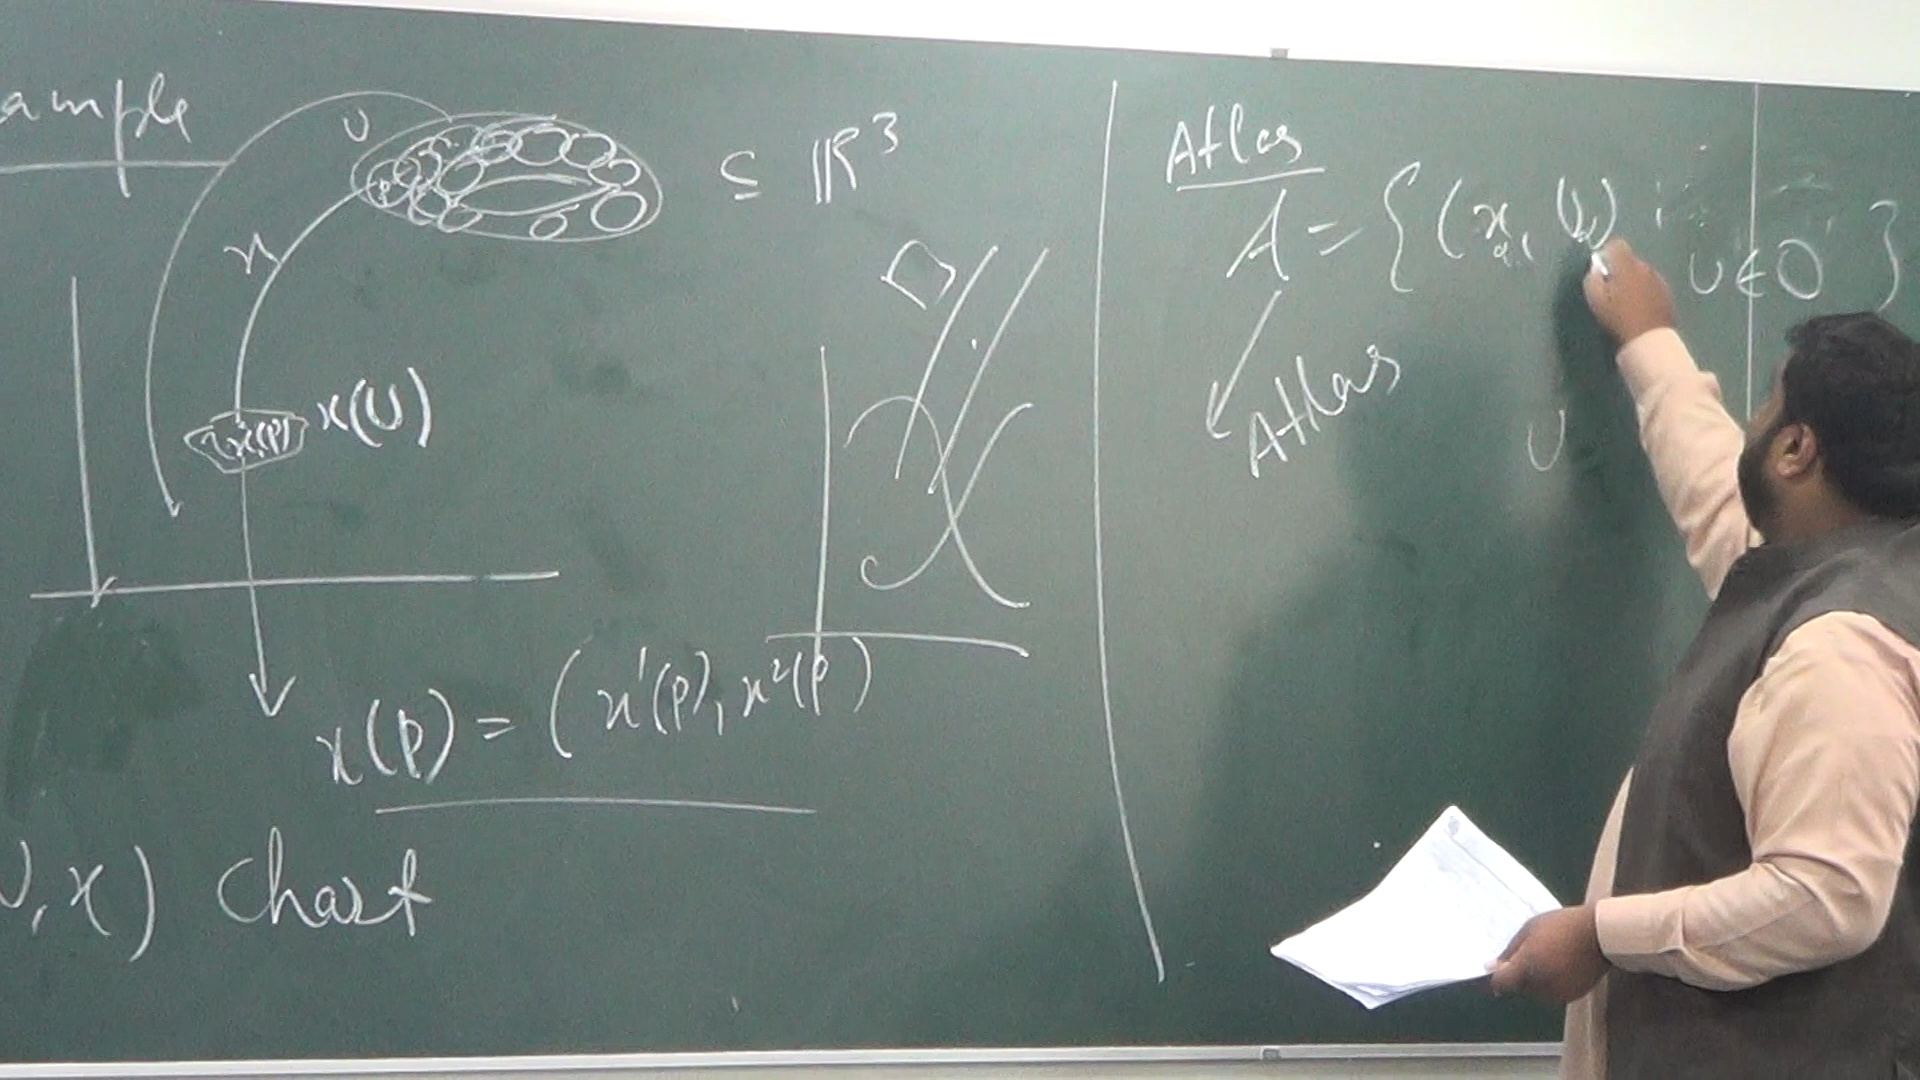 ample
U
⊆ ℝ³
x
p
x(p) x(U)
x(p) = (x¹(p), x²(p)
U, x) chart
Atlas
A = { (xα, Uα) : U ∈ O }
Atlas
U